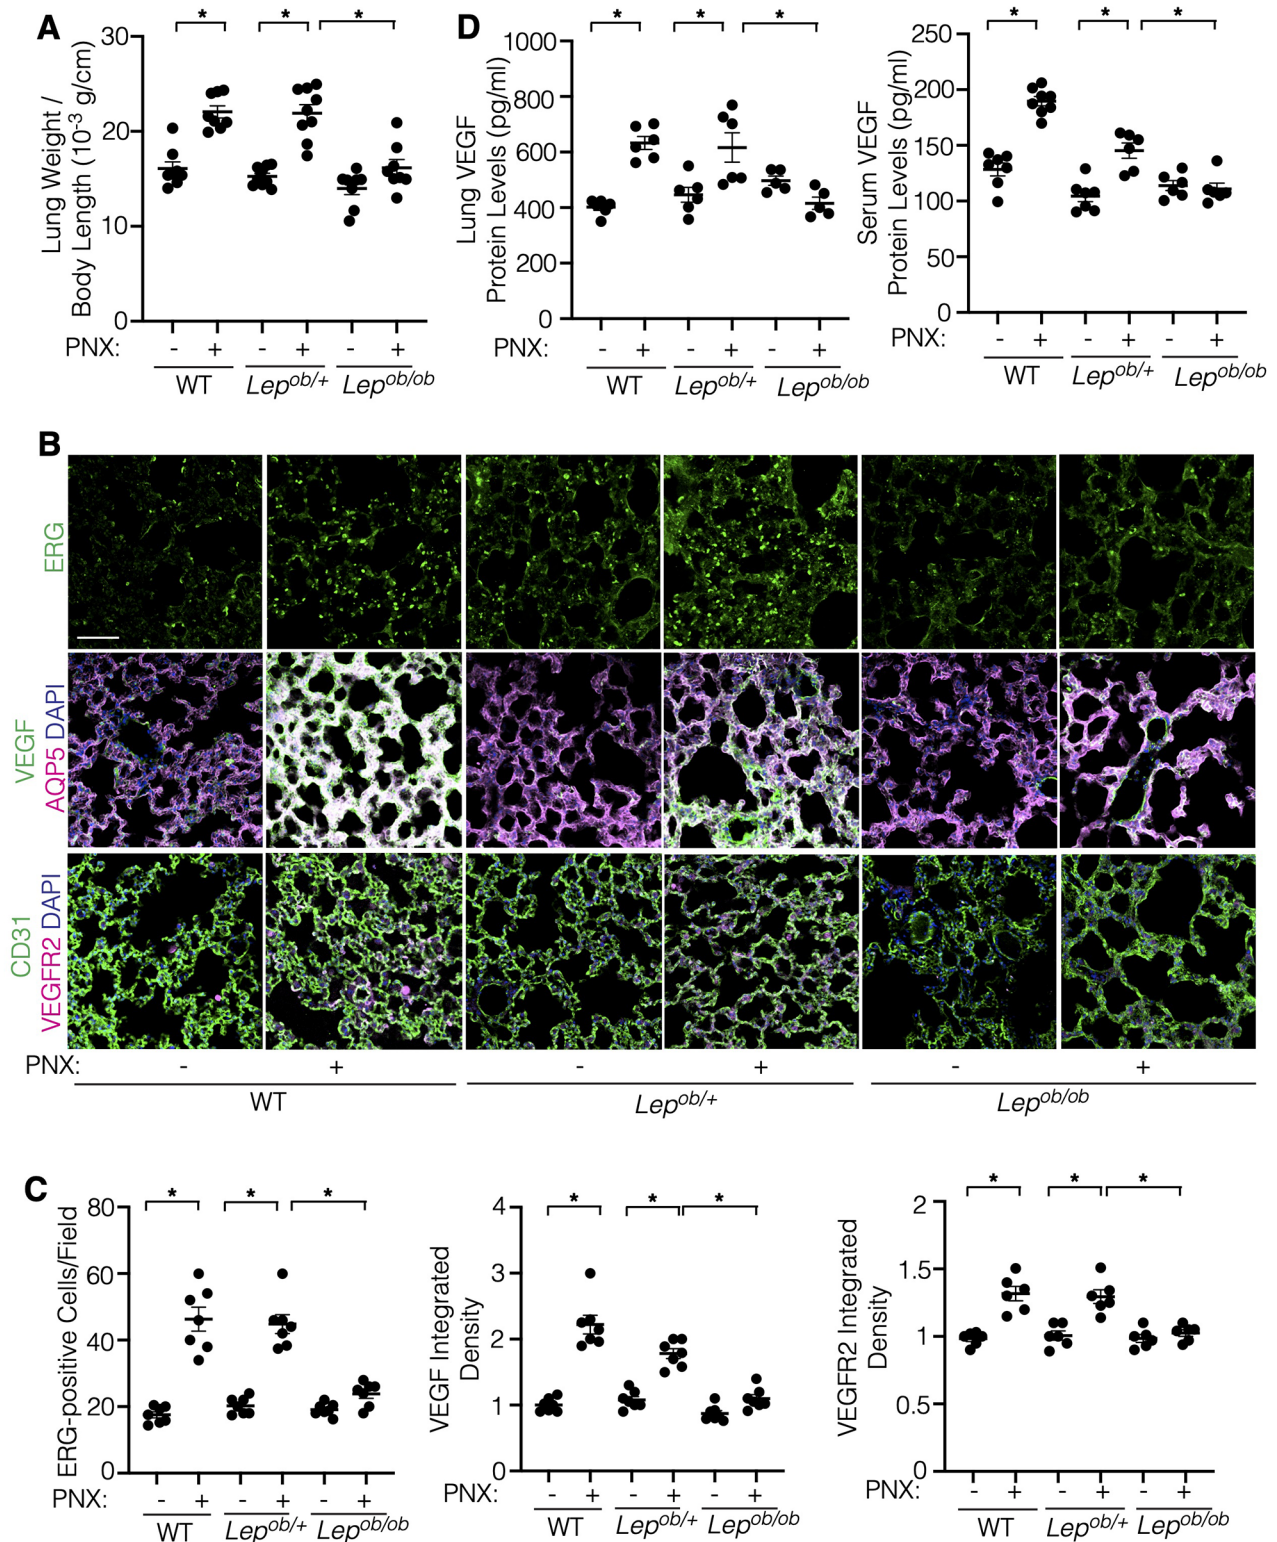 A
Lung Weight /
Body Length (10⁻³ g/cm)
30
20
10
0
* * *
PNX: - + - + - +
WT Lepᵒᵇ/⁺ Lepᵒᵇ/ᵒᵇ
D
Lung VEGF
Protein Levels (pg/ml)
1000
800
600
400
200
0
* * *
PNX: - + - + - +
WT Lepᵒᵇ/⁺ Lepᵒᵇ/ᵒᵇ
Serum VEGF
Protein Levels (pg/ml)
250
200
150
100
50
0
* * *
PNX: - + - + - +
WT Lepᵒᵇ/⁺ Lepᵒᵇ/ᵒᵇ
B
ERG
VEGF
AQP5 DAPI
CD31
VEGFR2 DAPI
PNX: - + - + - +
WT Lepᵒᵇ/⁺ Lepᵒᵇ/ᵒᵇ
C
ERG-positive Cells/Field
80
60
40
20
0
* * *
PNX: - + - + - +
WT Lepᵒᵇ/⁺ Lepᵒᵇ/ᵒᵇ
VEGF Integrated
Density
4
3
2
1
0
* * *
PNX: - + - + - +
WT Lepᵒᵇ/⁺ Lepᵒᵇ/ᵒᵇ
VEGFR2 Integrated
Density
2
1.5
1
0.5
0
* * *
PNX: - + - + - +
WT Lepᵒᵇ/⁺ Lepᵒᵇ/ᵒᵇ